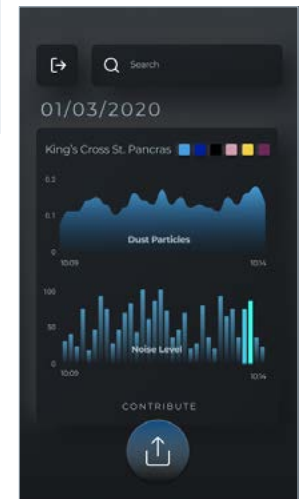 Search
01/03/2020
King's Cross St. Pancras
0.2
0.1
Dust Particles
0
10:09 10:14
100
50
Noise Level
0
10:09 10:14
CONTRIBUTE